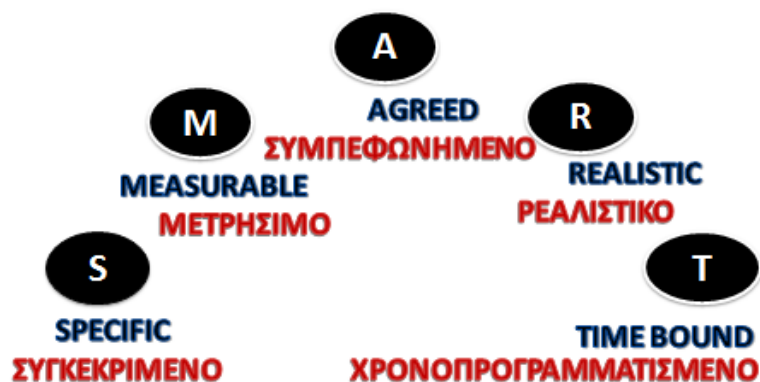 S
SPECIFIC
ΣΥΓΚΕΚΡΙΜΕΝΟ
M
MEASURABLE
ΜΕΤΡΗΣΙΜΟ
A
AGREED
ΣΥΜΠΕΦΩΝΗΜΕΝΟ
R
REALISTIC
ΡΕΑΛΙΣΤΙΚΟ
T
TIME BOUND
ΧΡΟΝΟΠΡΟΓΡΑΜΜΑΤΙΣΜΕΝΟ